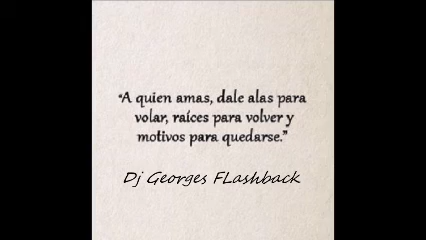 “A quien amas, dale alas para
volar, raíces para volver y
motivos para quedarse.”
Dj Georges FLashback